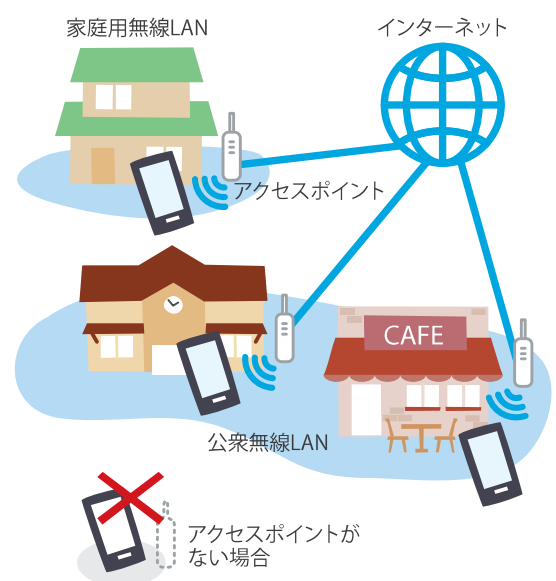 家庭用無線LAN
インターネット
アクセスポイント
CAFE
公衆無線LAN
アクセスポイントが
ない場合